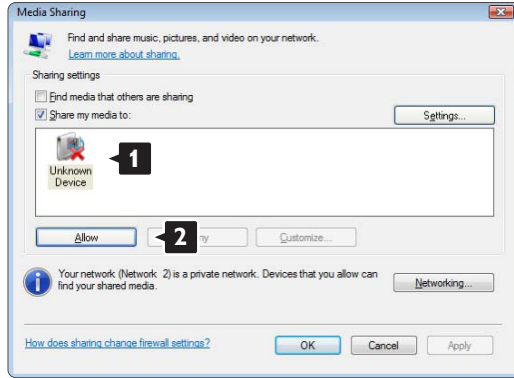 Media Sharing
Find and share music, pictures, and video on your network.
Learn more about sharing.
Sharing settings
Find media that others are sharing
Share my media to:
Settings...
1
Unknown
Device
Allow
2
ny
Customize...
Your network (Network 2) is a private network. Devices that you allow can
find your shared media.
Networking...
How does sharing change firewall settings?
OK
Cancel
Apply